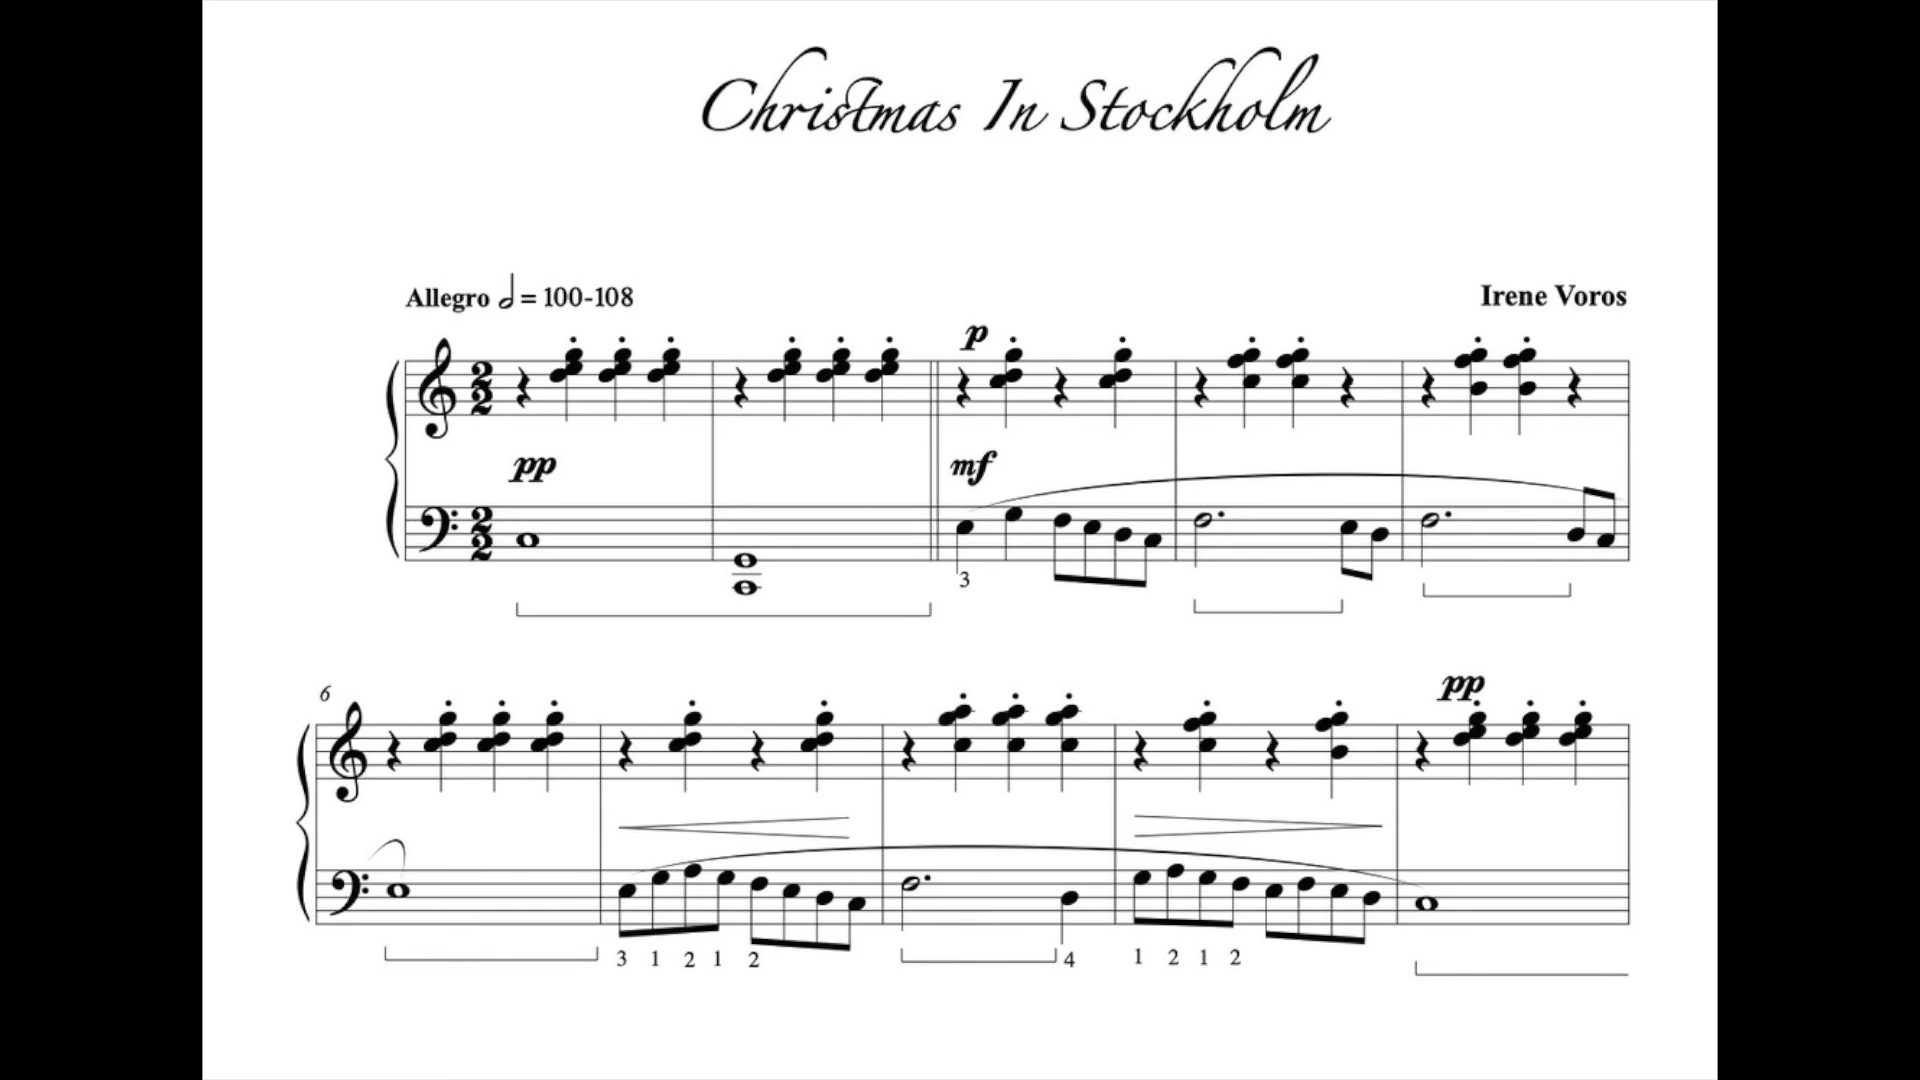 Christmas In Stockholm
Allegro = 100-108
Irene Voros
p
pp
mf
3
6
pp
3 1 2 1 2 4 1 2 1 2